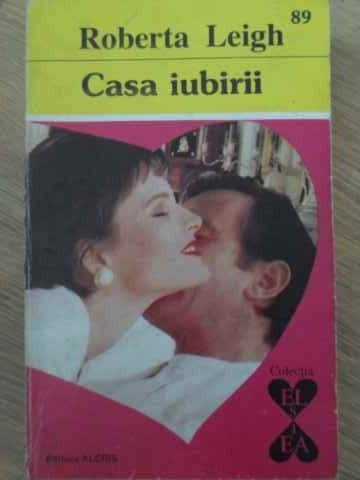 89
Roberta Leigh
Casa iubirii
Colecția
EL
ȘI
EA
Editura ALCRIS